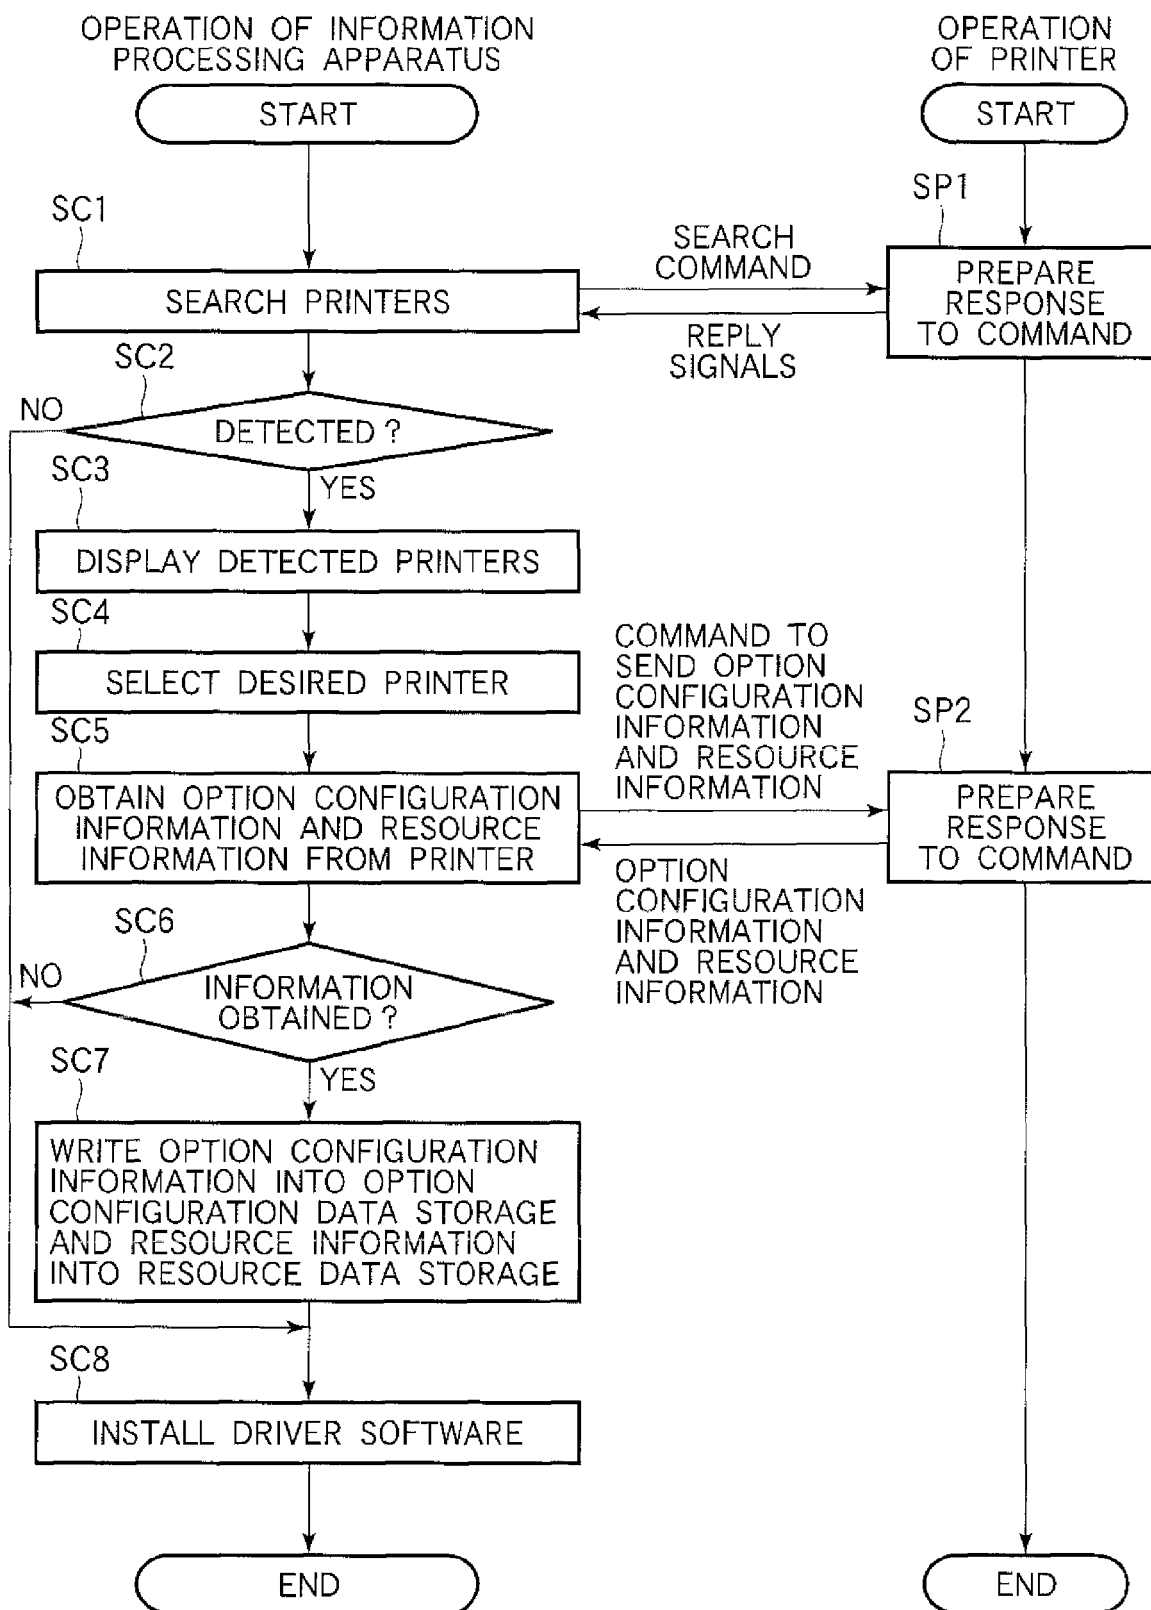 OPERATION OF INFORMATION
PROCESSING APPARATUS
OPERATION
OF PRINTER
START
START
SC1
SP1
SEARCH
COMMAND
SEARCH PRINTERS
PREPARE
RESPONSE
TO COMMAND
REPLY
SIGNALS
SC2
NO
DETECTED ?
YES
SC3
DISPLAY DETECTED PRINTERS
SC4
SELECT DESIRED PRINTER
COMMAND TO
SEND OPTION
CONFIGURATION
INFORMATION
AND RESOURCE
INFORMATION
SC5
SP2
OBTAIN OPTION CONFIGURATION
INFORMATION AND RESOURCE
INFORMATION FROM PRINTER
PREPARE
RESPONSE
TO COMMAND
OPTION
CONFIGURATION
INFORMATION
AND RESOURCE
INFORMATION
SC6
NO
INFORMATION
OBTAINED ?
YES
SC7
WRITE OPTION CONFIGURATION
INFORMATION INTO OPTION
CONFIGURATION DATA STORAGE
AND RESOURCE INFORMATION
INTO RESOURCE DATA STORAGE
SC8
INSTALL DRIVER SOFTWARE
END
END